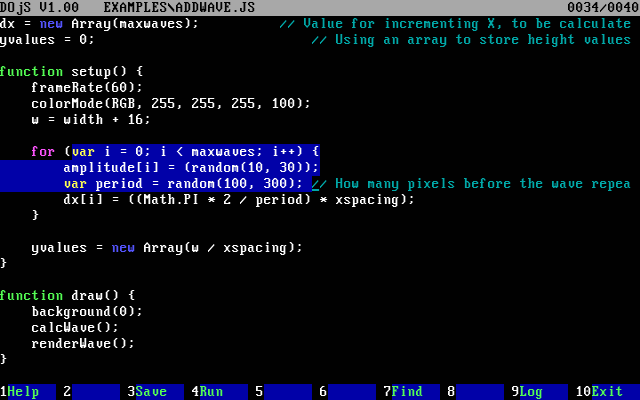 DOjS V1.00   EXAMPLES\ADDWAVE.JS                                       0034/0040
dx = new Array(maxwaves);          // Value for incrementing X, to be calculate
yvalues = 0;                           // Using an array to store height values
function setup() {
    frameRate(60);
    colorMode(RGB, 255, 255, 255, 100);
    w = width + 16;
    for (var i = 0; i < maxwaves; i++) {
        amplitude[i] = (random(10, 30));
        var period = random(100, 300); // How many pixels before the wave repea
        dx[i] = ((Math.PI * 2 / period) * xspacing);
    }
    yvalues = new Array(w / xspacing);
}
function draw() {
    background(0);
    calcWave();
    renderWave();
}
1Help   2       3Save   4Run    5       6       7Find   8       9Log    10Exit